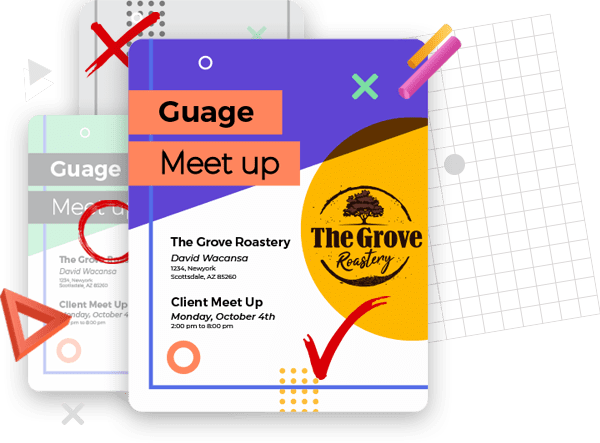 Guage
Meet up
The Grove Roastery
David Wacansa
1234, Newyork
Scottsdale, AZ 85260
Client Meet Up
Monday, October 4th
2:00 pm to 8:00 pm
The Grove
Roastery
Guage
Meet up
The Gro
David Wacansa
1234, Newyork
Scottsdale, AZ 85260
Client Meet Up
Monday, October 4th
2:00 pm to 8:00 pm